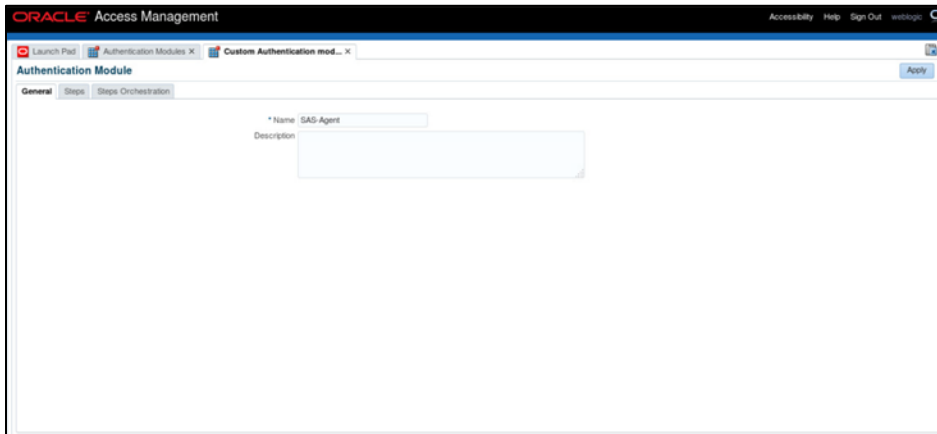 ORACLE Access Management
Accessibility Help Sign Out weblogic
Launch Pad Authentication Modules X Custom Authentication mod... X
Authentication Module
Apply
General Steps Steps Orchestration
* Name SAS-Agent
Description